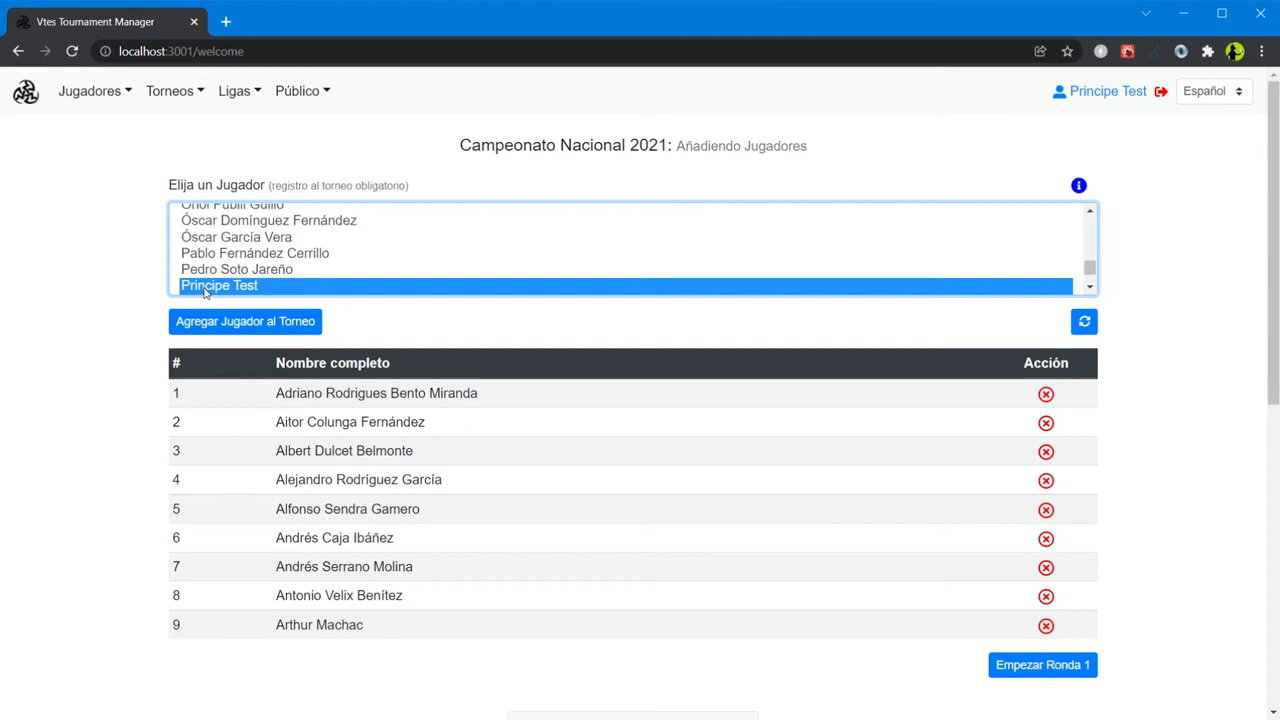 Vtes Tournament Manager
localhost:3001/welcome
Jugadores Torneos Ligas Público Principe Test Español
Campeonato Nacional 2021: Añadiendo Jugadores
Elija un Jugador (registro al torneo obligatorio)
Óscar Domínguez Fernández
Óscar García Vera
Pablo Fernández Cerrillo
Pedro Soto Jareño
Principe Test
Agregar Jugador al Torneo
# Nombre completo Acción
1 Adriano Rodrigues Bento Miranda
2 Aitor Colunga Fernández
3 Albert Dulcet Belmonte
4 Alejandro Rodríguez García
5 Alfonso Sendra Gamero
6 Andrés Caja Ibáñez
7 Andrés Serrano Molina
8 Antonio Velix Benítez
9 Arthur Machac
Empezar Ronda 1